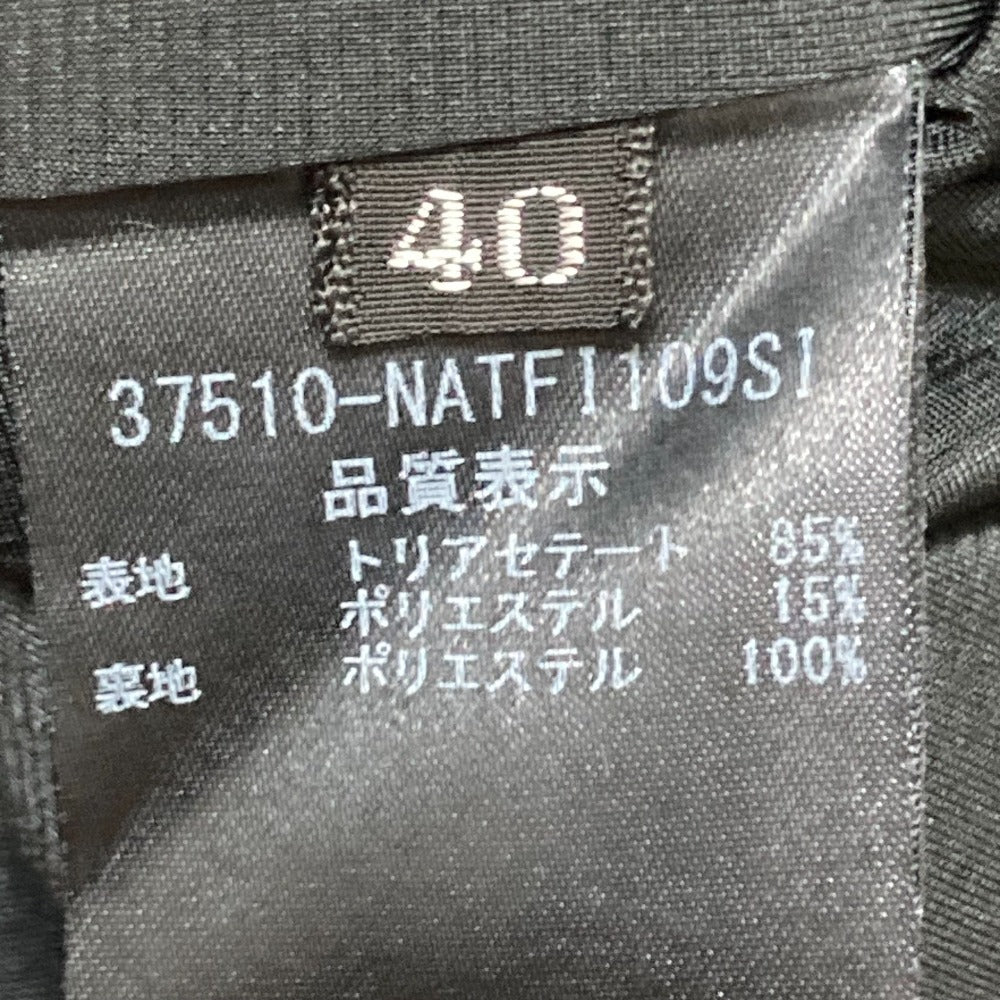 40
37510-NATFI109SI
品質表示
表地 トリアセテート 85%
ポリエステル 15%
裏地 ポリエステル 100%